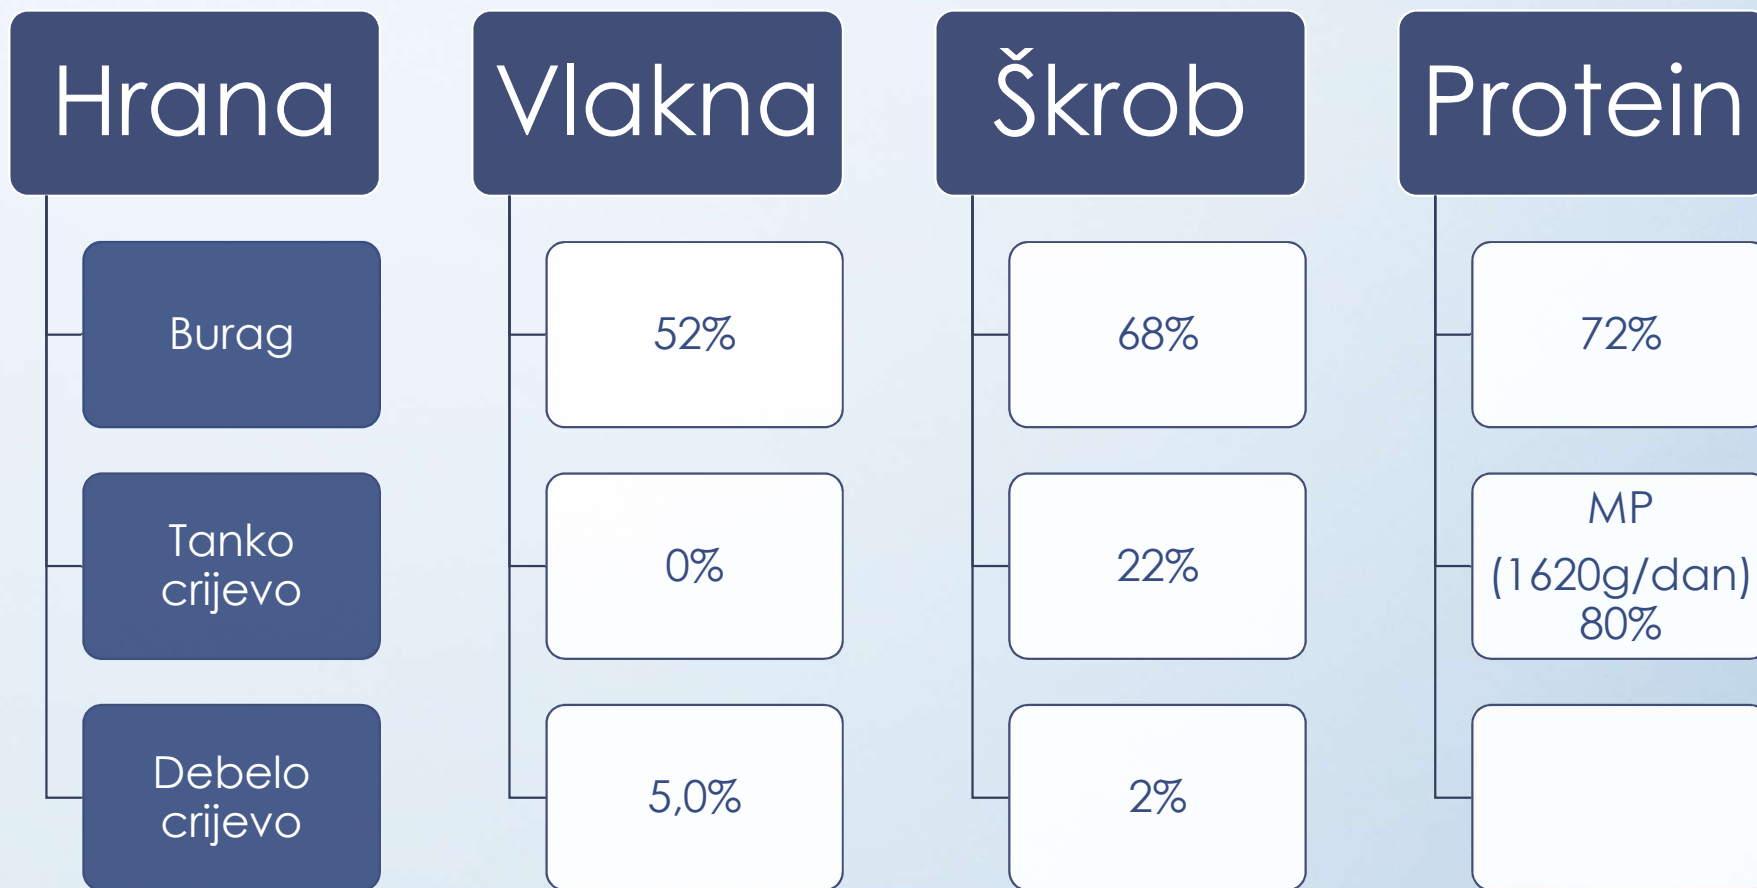 Hrana
Vlakna
Škrob
Protein
Burag
52%
68%
72%
Tanko
crijevo
0%
22%
MP
(1620g/dan)
80%
Debelo
crijevo
5,0%
2%